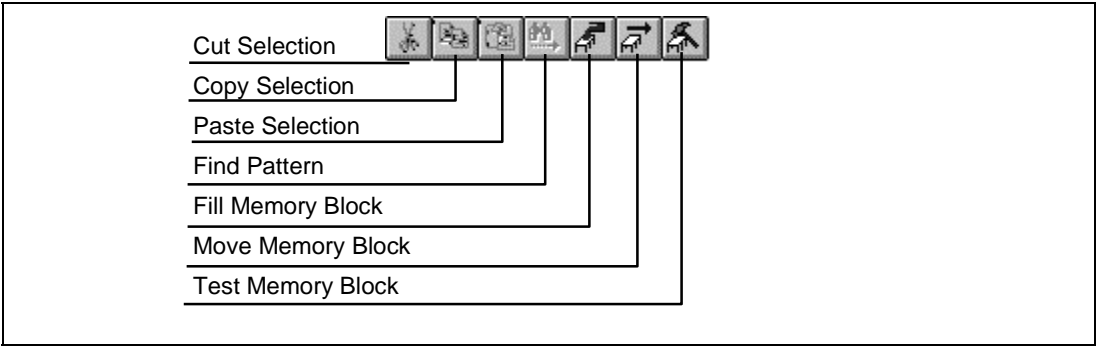 Cut Selection
Copy Selection
Paste Selection
Find Pattern
Fill Memory Block
Move Memory Block
Test Memory Block